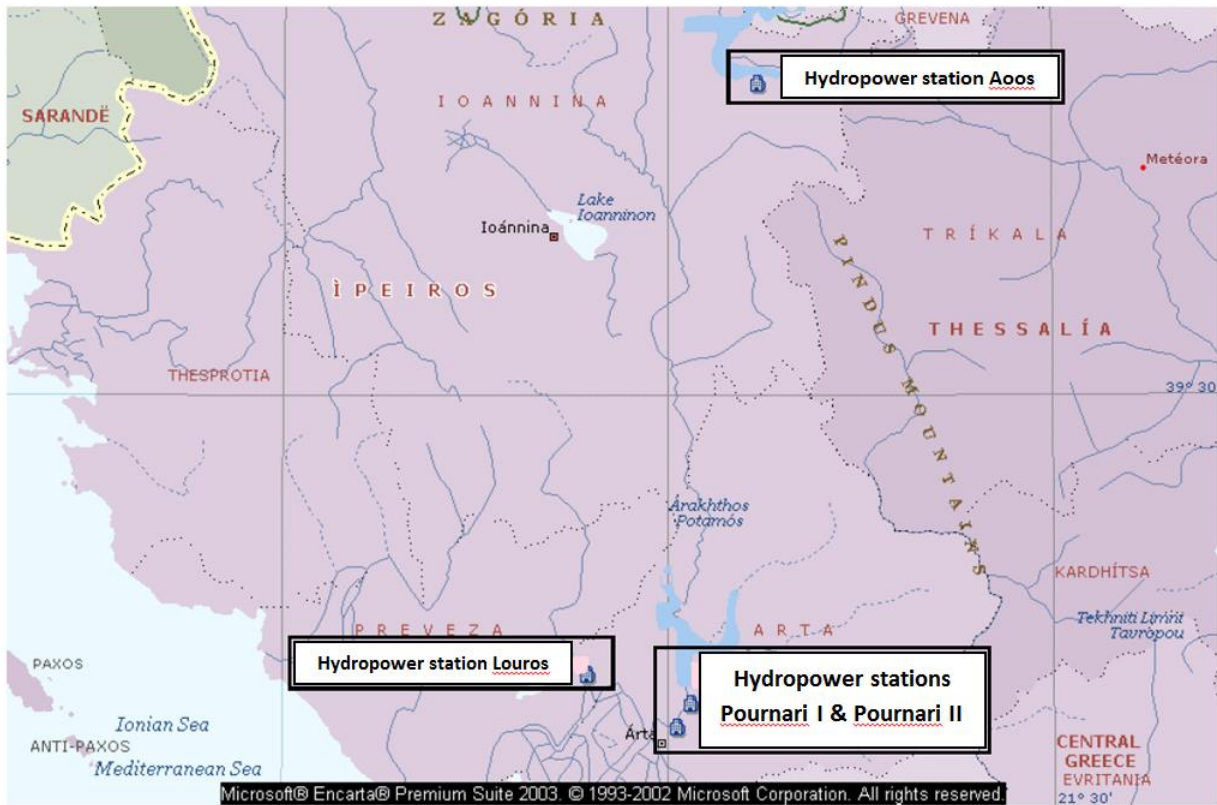 ZAGÓRIA
GREVENA
Hydropower station Aoos
IOANNINA
SARANDË
Metéora
Lake
Ioanninon
Ioánnina
TRÍKALA
ÌPEIROS
PINDUS MOUNTAINS
THESSALÍA
THESPROTIA
39° 30
Árakhthos
Potamós
KARDHÍTSA
Tekhnití Límni
Tavropou
PREVEZA
ARTA
Hydropower station Louros
PAXOS
Hydropower stations
Pournari I & Pournari II
Ionian Sea
Árta
ANTI-PAXOS
Mediterranean Sea
CENTRAL
GREECE
EVRITANIA
Microsoft® Encarta® Premium Suite 2003. © 1993-2002 Microsoft Corporation. All rights reserved.
21° 30'